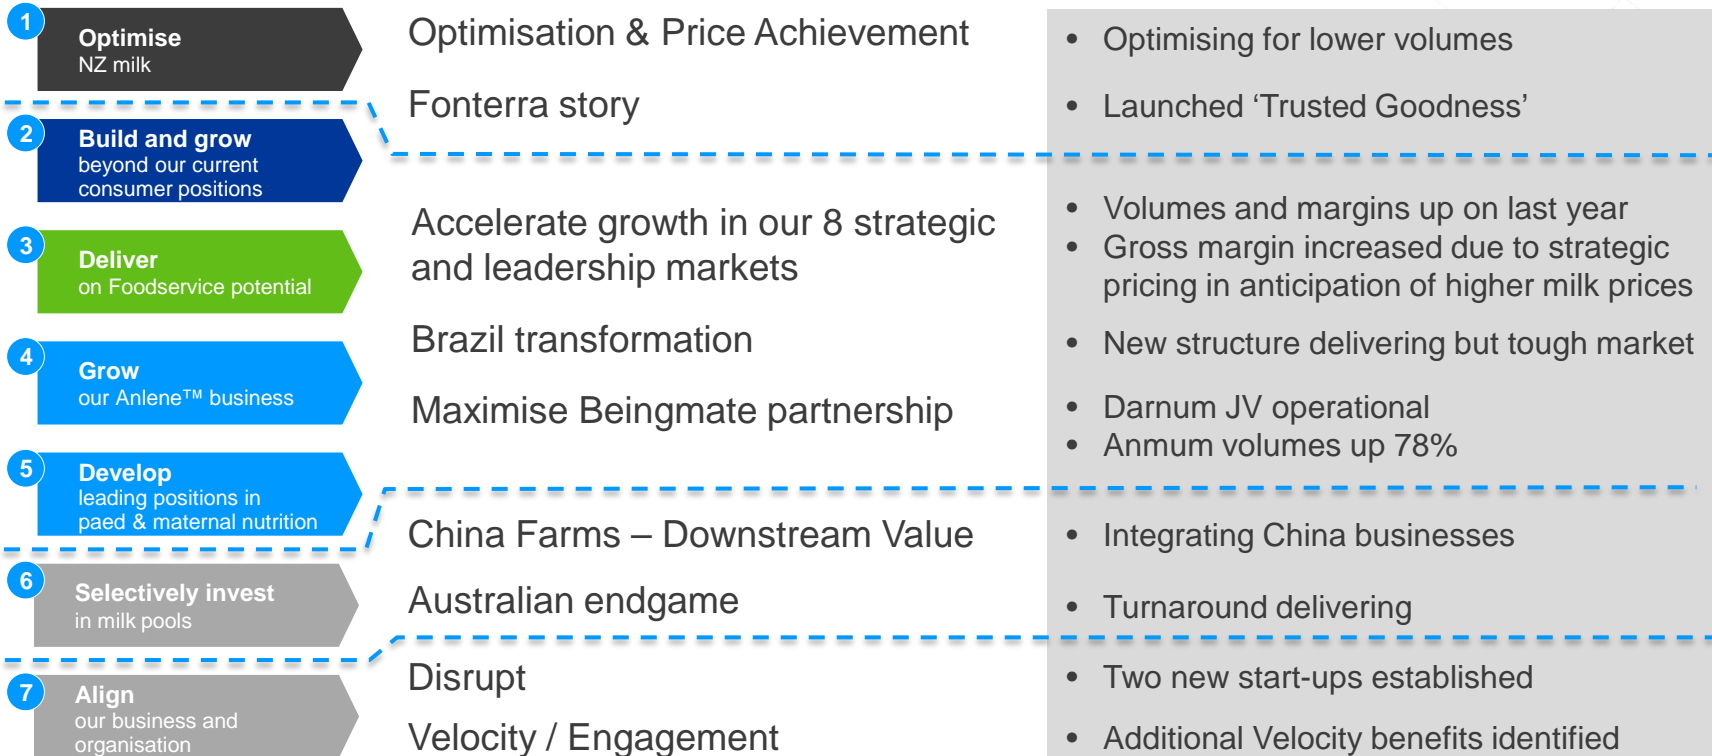 1
Optimise
NZ milk
2
Build and grow
beyond our current
consumer positions
3
Deliver
on Foodservice potential
4
Grow
our Anlene™ business
5
Develop
leading positions in
paed & maternal nutrition
6
Selectively invest
in milk pools
7
Align
our business and
organisation
Optimisation & Price Achievement
Fonterra story
Accelerate growth in our 8 strategic
and leadership markets
Brazil transformation
Maximise Beingmate partnership
China Farms – Downstream Value
Australian endgame
Disrupt
Velocity / Engagement
• Optimising for lower volumes
• Launched ‘Trusted Goodness’
• Volumes and margins up on last year
• Gross margin increased due to strategic
pricing in anticipation of higher milk prices
• New structure delivering but tough market
• Darnum JV operational
• Anmum volumes up 78%
• Integrating China businesses
• Turnaround delivering
• Two new start-ups established
• Additional Velocity benefits identified